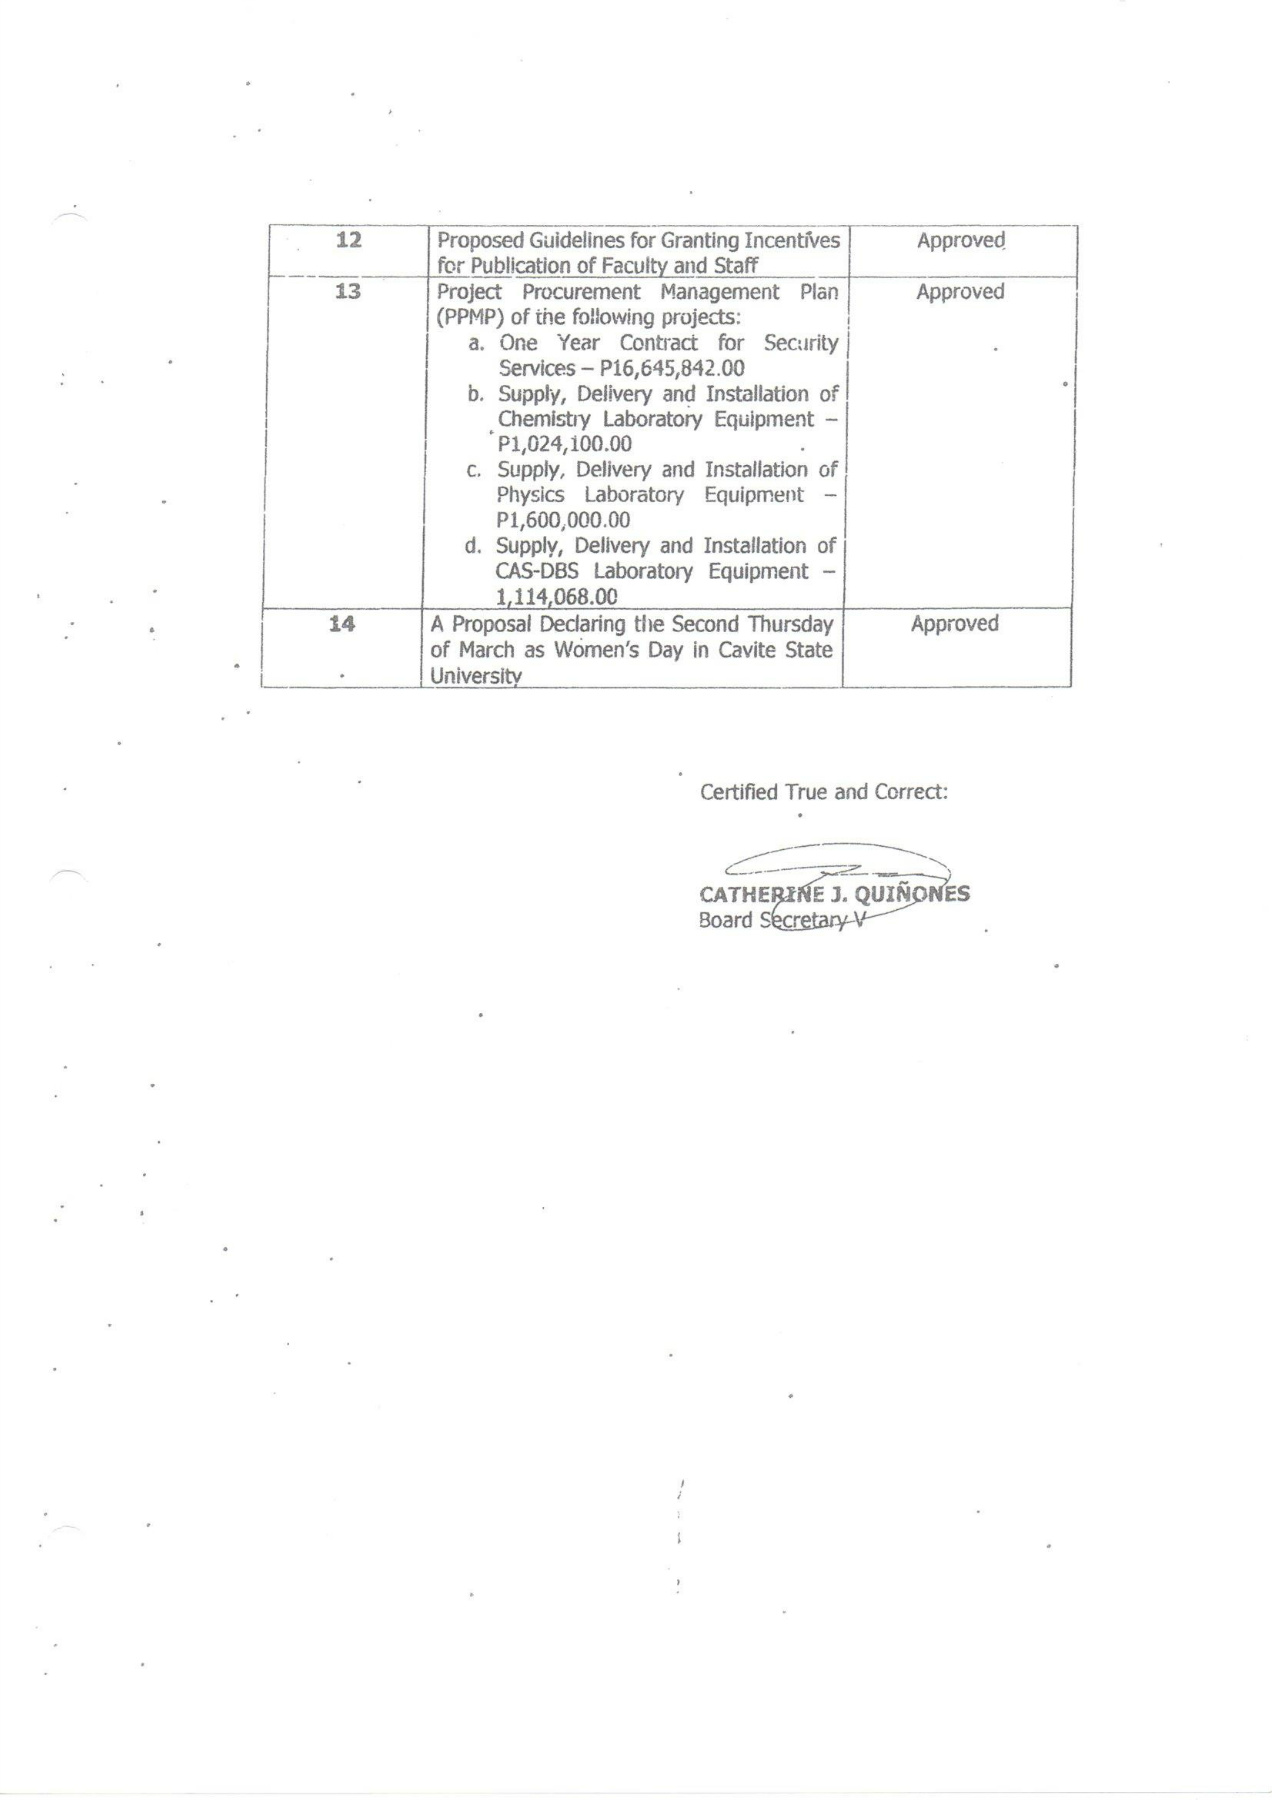 12 Proposed Guidelines for Granting Incentives Approved
for Publication of Faculty and Staff
13 Project Procurement Management Plan Approved
(PPMP) of the following projects:
a. One Year Contract for Security
Services – P16,645,842.00
b. Supply, Delivery and Installation of
Chemistry Laboratory Equipment –
P1,024,100.00
c. Supply, Delivery and Installation of
Physics Laboratory Equipment –
P1,600,000.00
d. Supply, Delivery and Installation of
CAS-DBS Laboratory Equipment –
1,114,068.00
14 A Proposal Declaring the Second Thursday Approved
of March as Women's Day in Cavite State
University
Certified True and Correct:
CATHERINE J. QUIÑONES
Board Secretary V